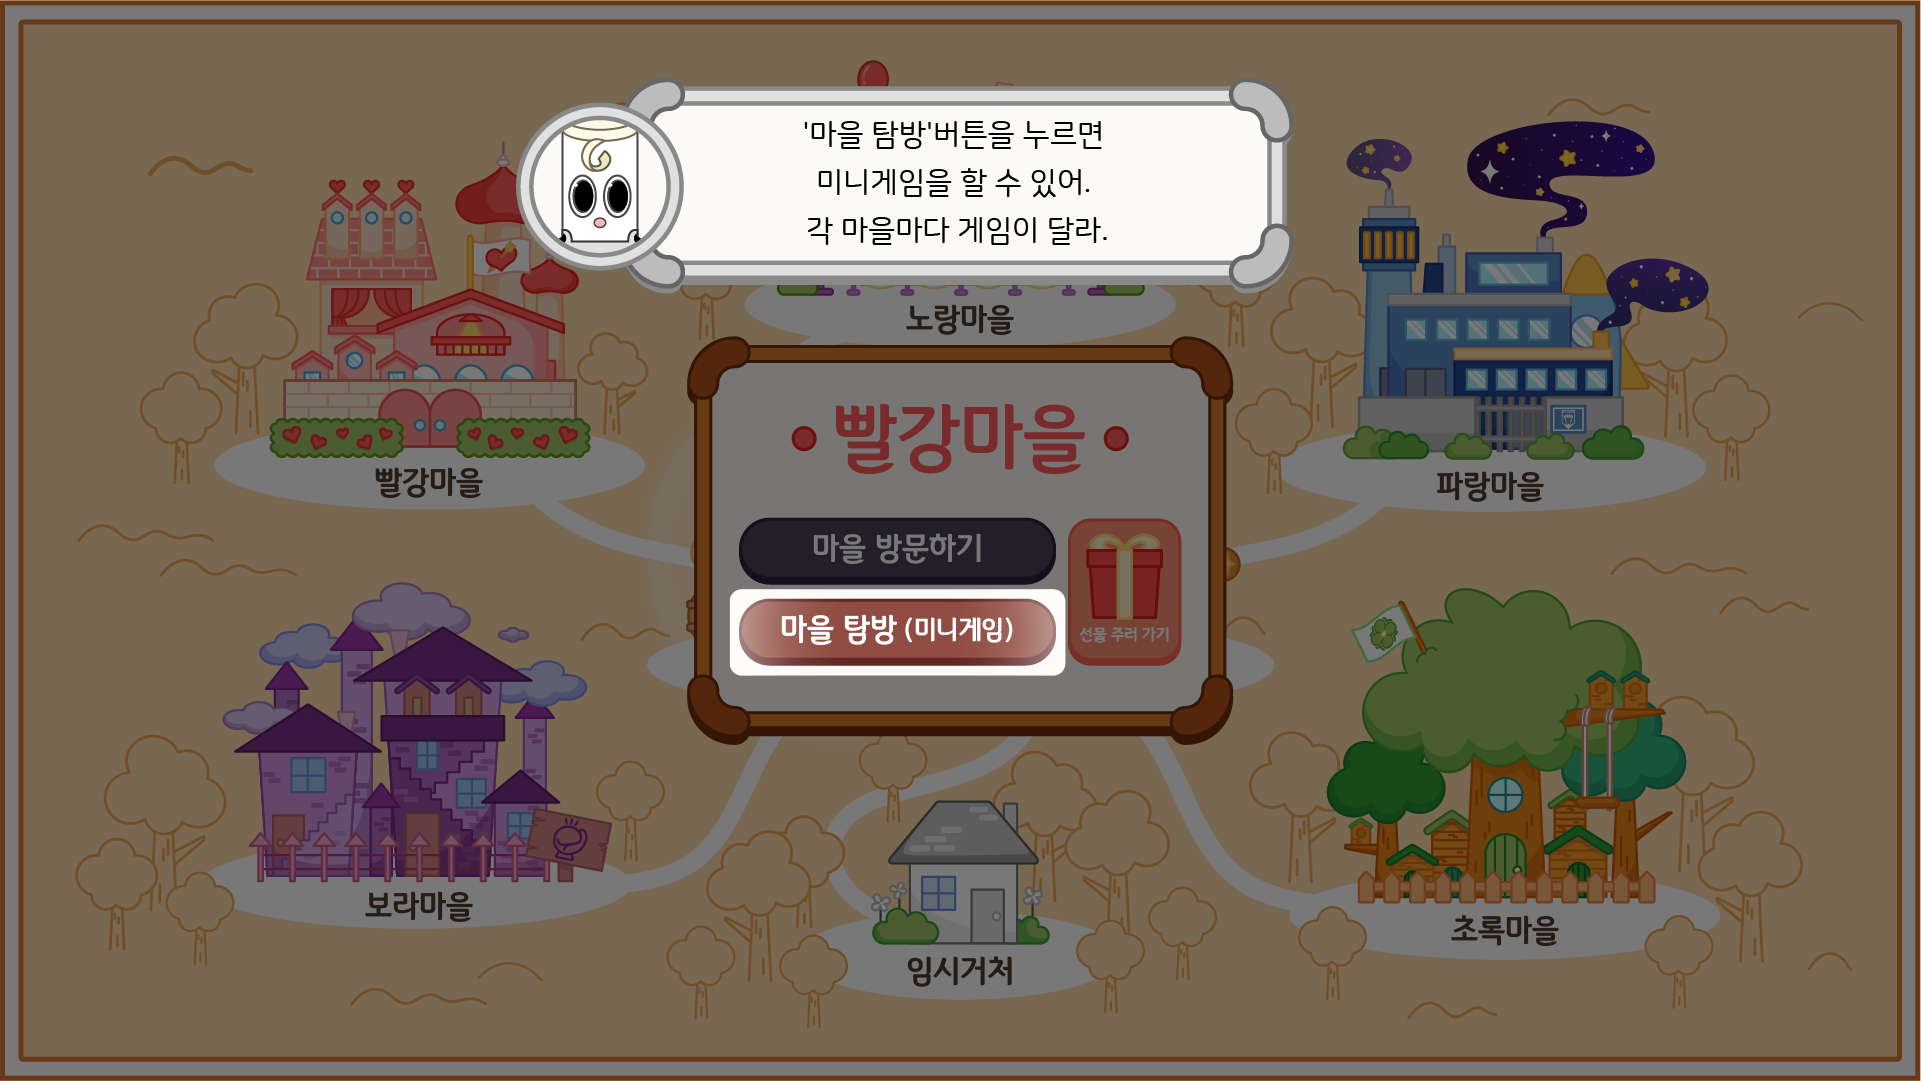 '마을 탐방'버튼을 누르면
미니게임을 할 수 있어.
각 마을마다 게임이 달라.
노랑마을
빨강마을
빨강마을
파랑마을
마을 방문하기
마을 탐방 (미니게임)
선물 주러 가기
보라마을
초록마을
임시거처